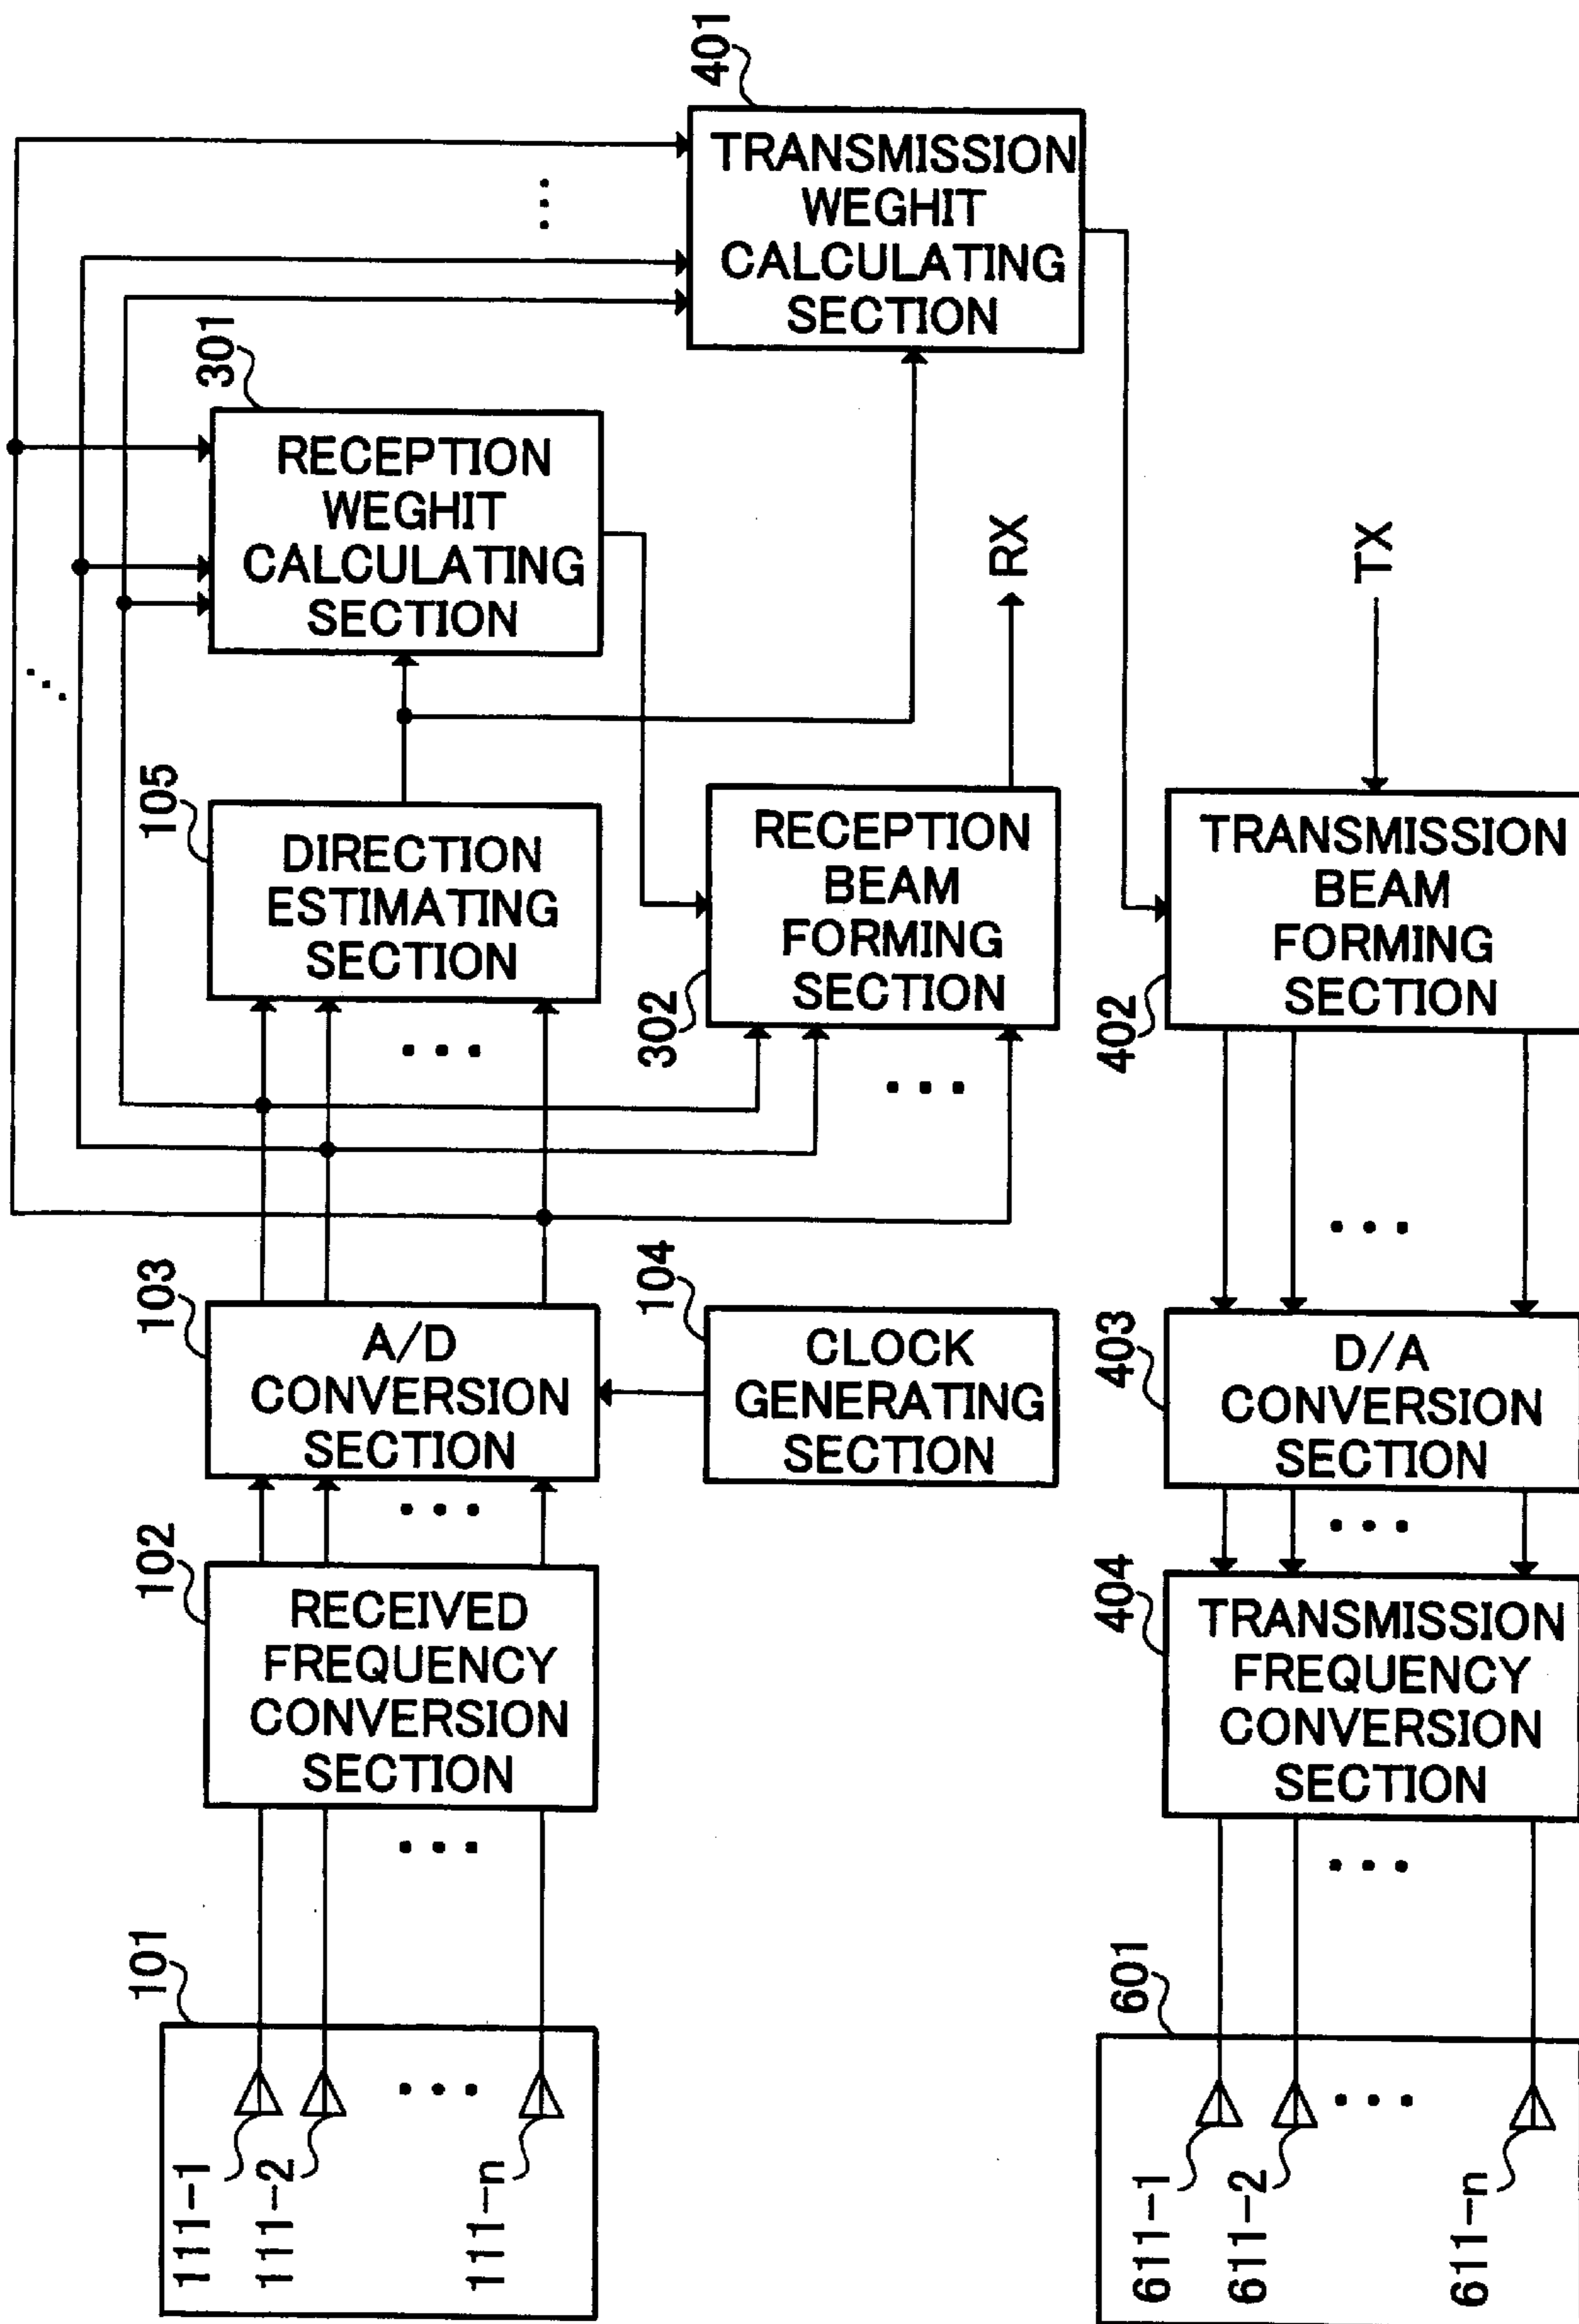 101
111-1
111-2
111-n
102
RECEIVED
FREQUENCY
CONVERSION
SECTION
103
A/D
CONVERSION
SECTION
104
CLOCK
GENERATING
SECTION
105
DIRECTION
ESTIMATING
SECTION
301
RECEPTION
WEGHIT
CALCULATING
SECTION
302
RECEPTION
BEAM
FORMING
SECTION
RX
401
TRANSMISSION
WEGHIT
CALCULATING
SECTION
601
611-1
611-2
611-n
404
TRANSMISSION
FREQUENCY
CONVERSION
SECTION
403
D/A
CONVERSION
SECTION
402
TRANSMISSION
BEAM
FORMING
SECTION
TX